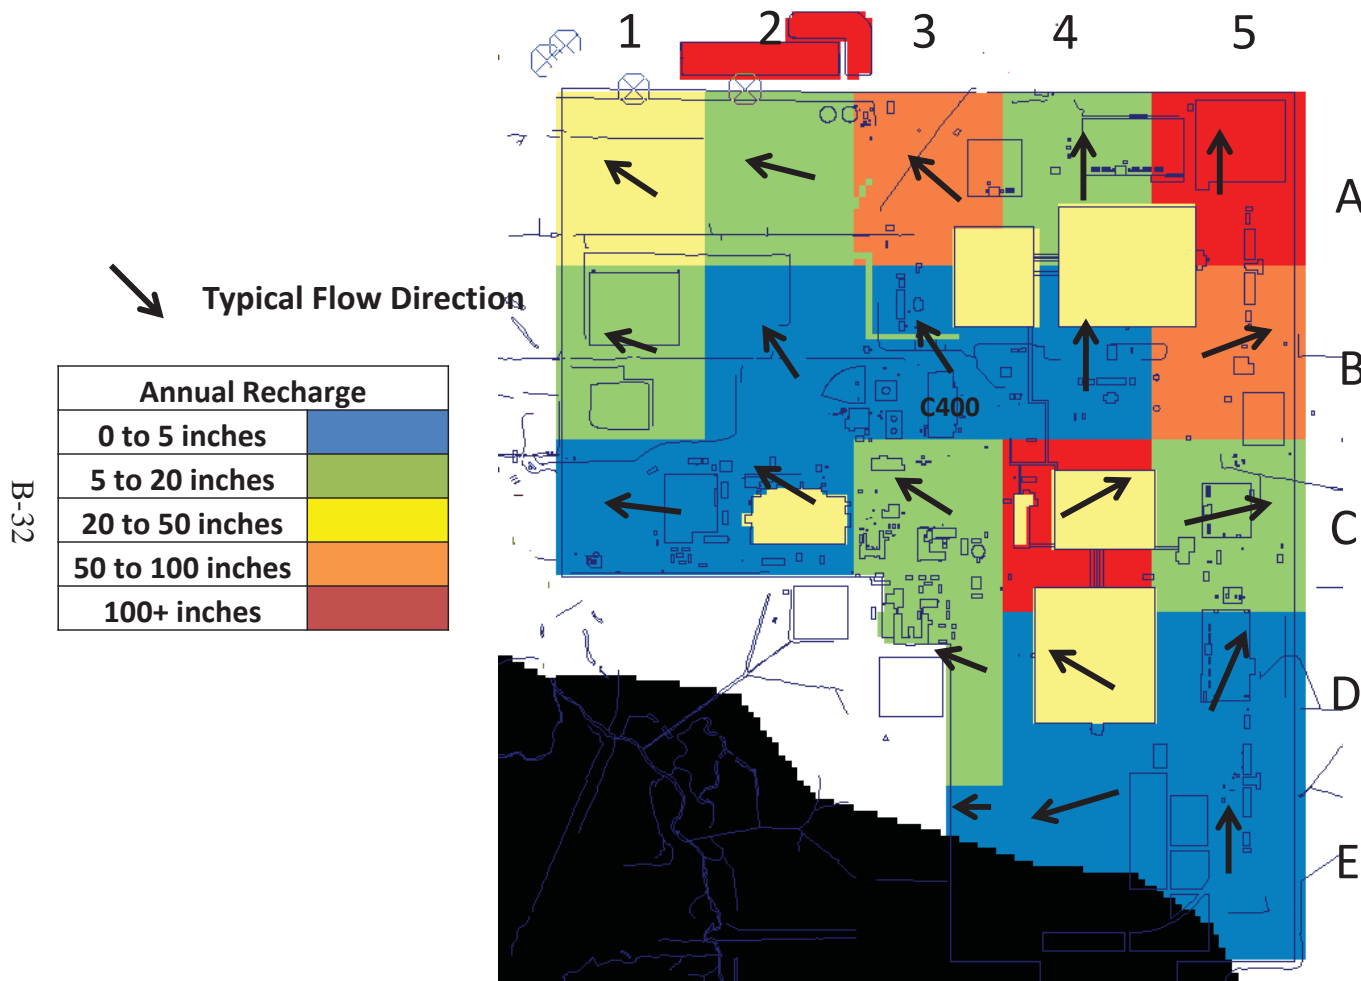 1 2 3 4 5
A
Typical Flow Direction
B
Annual Recharge
0 to 5 inches
C400
5 to 20 inches
20 to 50 inches
C
50 to 100 inches
100+ inches
D
E
B-32